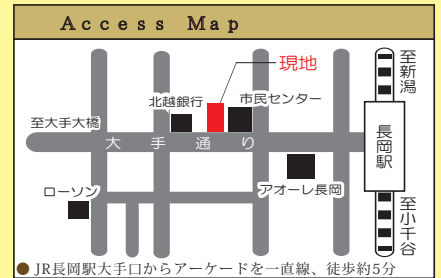 Access Map
現地
至新潟
北越銀行
市民センター
至大手大橋
大手通り
長岡駅
ローソン
アオーレ長岡
至小千谷
● JR長岡駅大手口からアーケードを一直線、徒歩約5分